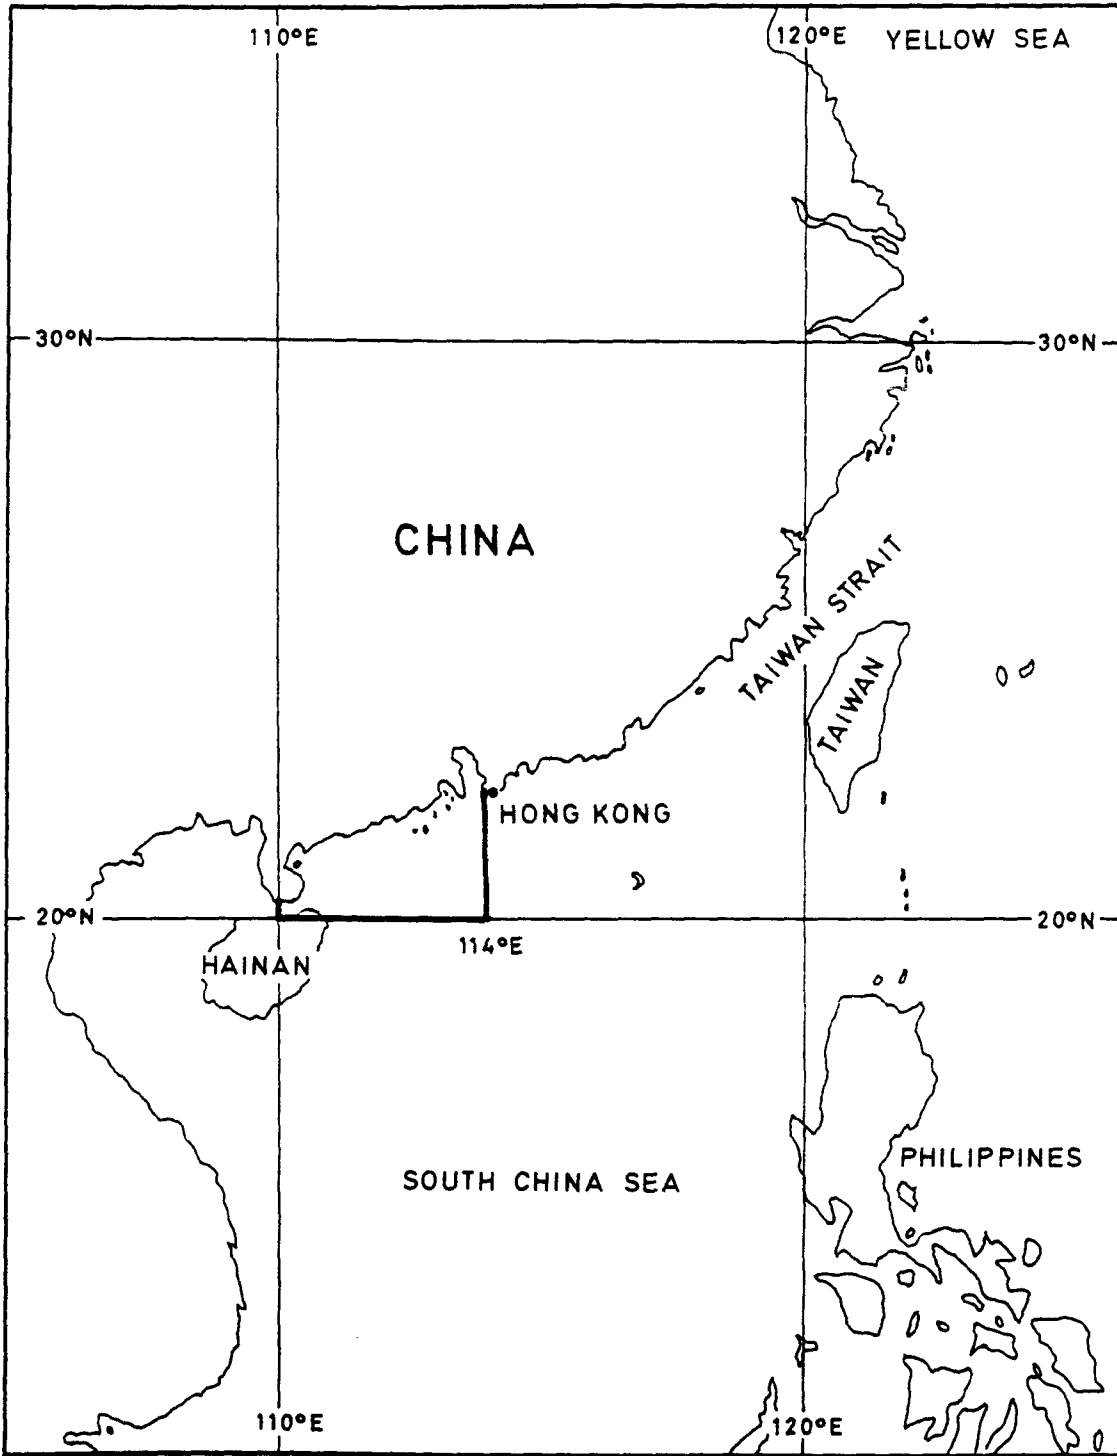 110°E
120°E
YELLOW SEA
30°N
30°N
CHINA
TAIWAN STRAIT
TAIWAN
HONG KONG
20°N
20°N
114°E
HAINAN
PHILIPPINES
SOUTH CHINA SEA
110°E
120°E